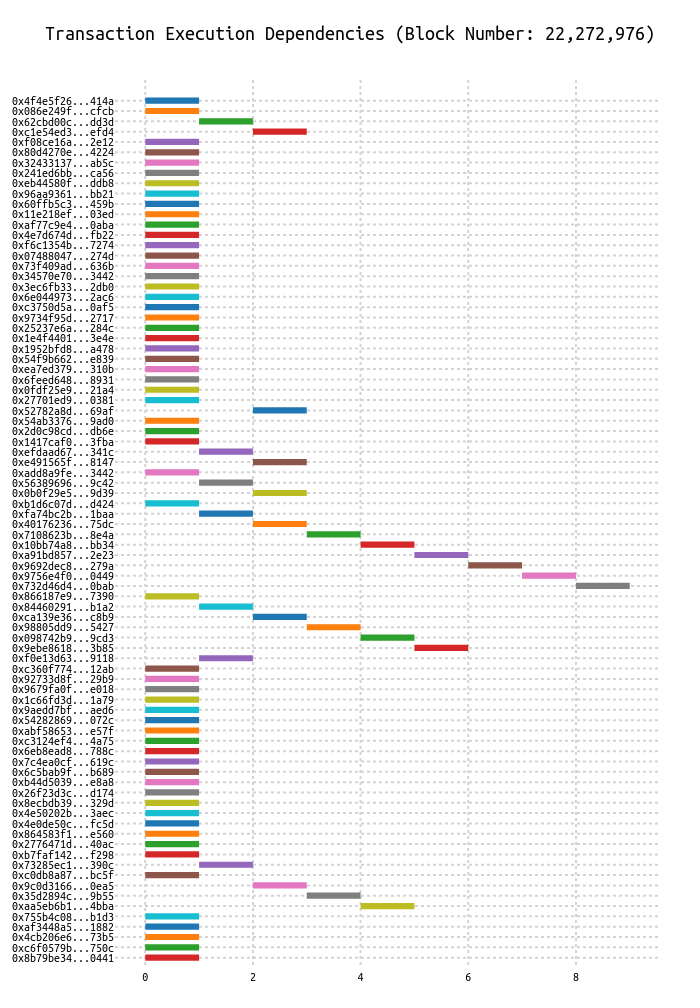 Transaction Execution Dependencies (Block Number: 22,272,976)
0x4f4e5f26...414a
0x086e249f...cfcb
0x62cbd00c...dd3d
0xc1e54ed3...efd4
0xf08ce16a...2e12
0x80d4270e...4224
0x32433137...ab5c
0x241ed6bb...ca56
0xeb44580f...ddb8
0x96aa9361...bb21
0x60ffb5c3...459b
0x11e218ef...03ed
0xaf77c9e4...0aba
0x4e7d674d...fb22
0xf6c1354b...7274
0x07488047...274d
0x73f409ad...636b
0x34570e70...3442
0x3ec6fb33...2db0
0x6e044973...2ac6
0xc3750d5a...0af5
0x9734f95d...2717
0x25237e6a...284c
0x1e4f4401...3e4e
0x1952bfd8...a478
0x54f9b662...e839
0xea7ed379...310b
0x6feed648...8931
0x0fdf25e9...21a4
0x27701ed9...0381
0x52782a8d...69af
0x54ab3376...9ad0
0x2d0c98cd...db6e
0x1417caf0...3fba
0xefdaad67...341c
0xe491565f...8147
0xadd8a9fe...3442
0x56389696...9c42
0x0b0f29e5...9d39
0xb1d6c07d...d424
0xfa74bc2b...1baa
0x40176236...75dc
0x7108623b...8e4a
0x10bb74a8...bb34
0xa91bd857...2e23
0x9692dec8...279a
0x9756e4f0...0449
0x732d46d4...0bab
0x866187e9...7390
0x84460291...b1a2
0xca139e36...c8b9
0x98805dd9...5427
0x098742b9...9cd3
0x9ebe8618...3b85
0xf0e13d63...9118
0xc360f774...12ab
0x92733d8f...29b9
0x9679fa0f...e018
0x1c66fd3d...1a79
0x9aedd7bf...aed6
0x54282869...072c
0xabf58653...e57f
0xc3124ef4...4a75
0x6eb8ead8...788c
0x7c4ea0cf...619c
0x6c5bab9f...b689
0xb44d5039...e8a8
0x26f23d3c...d174
0x8ecbdb39...329d
0x4e50202b...3aec
0x4e0de50c...fc5d
0x864583f1...e560
0x2776471d...40ac
0xb7faf142...f298
0x73285ec1...390c
0xc0db8a87...bc5f
0x9c0d3166...0ea5
0x35d2894c...9b55
0xaa5eb6b1...4bba
0x755b4c08...b1d3
0xaf3448a5...1882
0x4cb206e6...73b5
0xc6f0579b...750c
0x8b79be34...0441
0 2 4 6 8